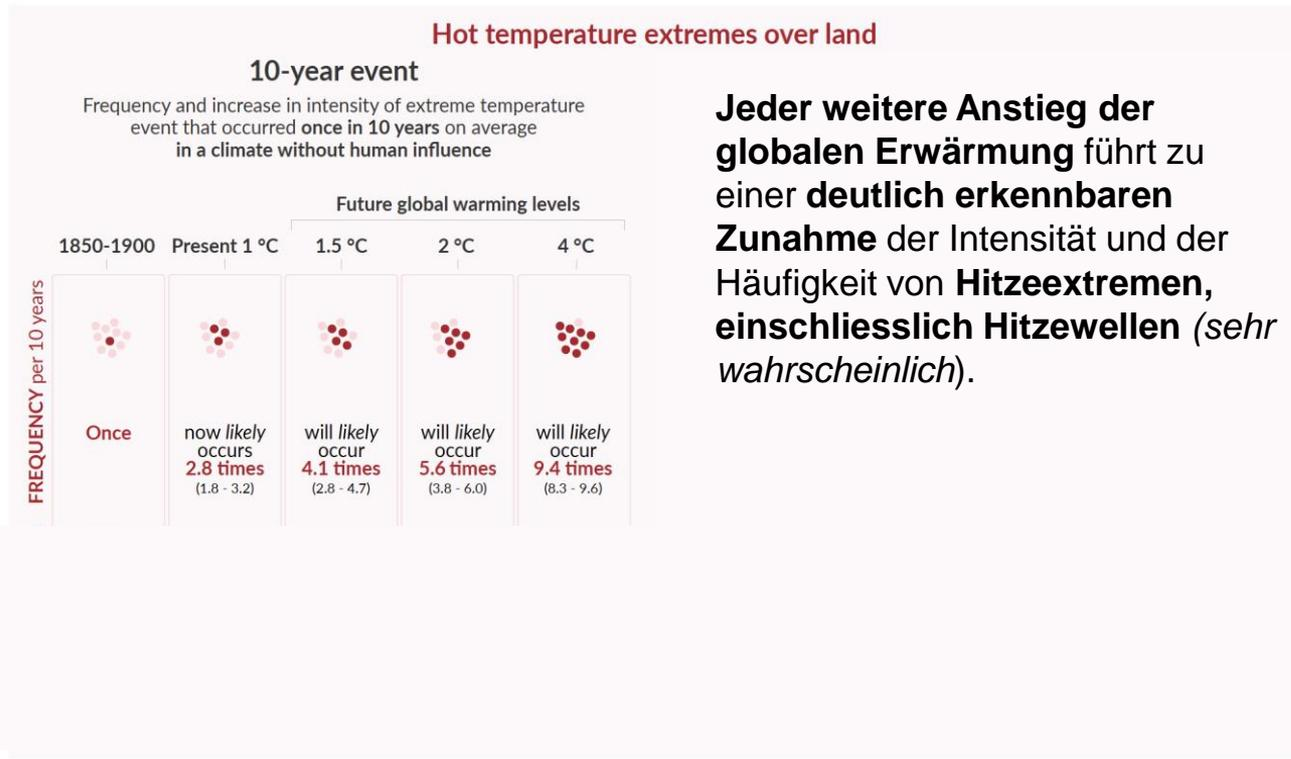 Hot temperature extremes over land
10-year event
Frequency and increase in intensity of extreme temperature
event that occurred once in 10 years on average
in a climate without human influence
Future global warming levels
1850-1900 Present 1 °C 1.5 °C 2 °C 4 °C
FREQUENCY per 10 years
Once
now likely
occurs
2.8 times
(1.8 - 3.2)
will likely
occur
4.1 times
(2.8 - 4.7)
will likely
occur
5.6 times
(3.8 - 6.0)
will likely
occur
9.4 times
(8.3 - 9.6)
Jeder weitere Anstieg der
globalen Erwärmung führt zu
einer deutlich erkennbaren
Zunahme der Intensität und der
Häufigkeit von Hitzeextremen,
einschliesslich Hitzewellen (sehr
wahrscheinlich).